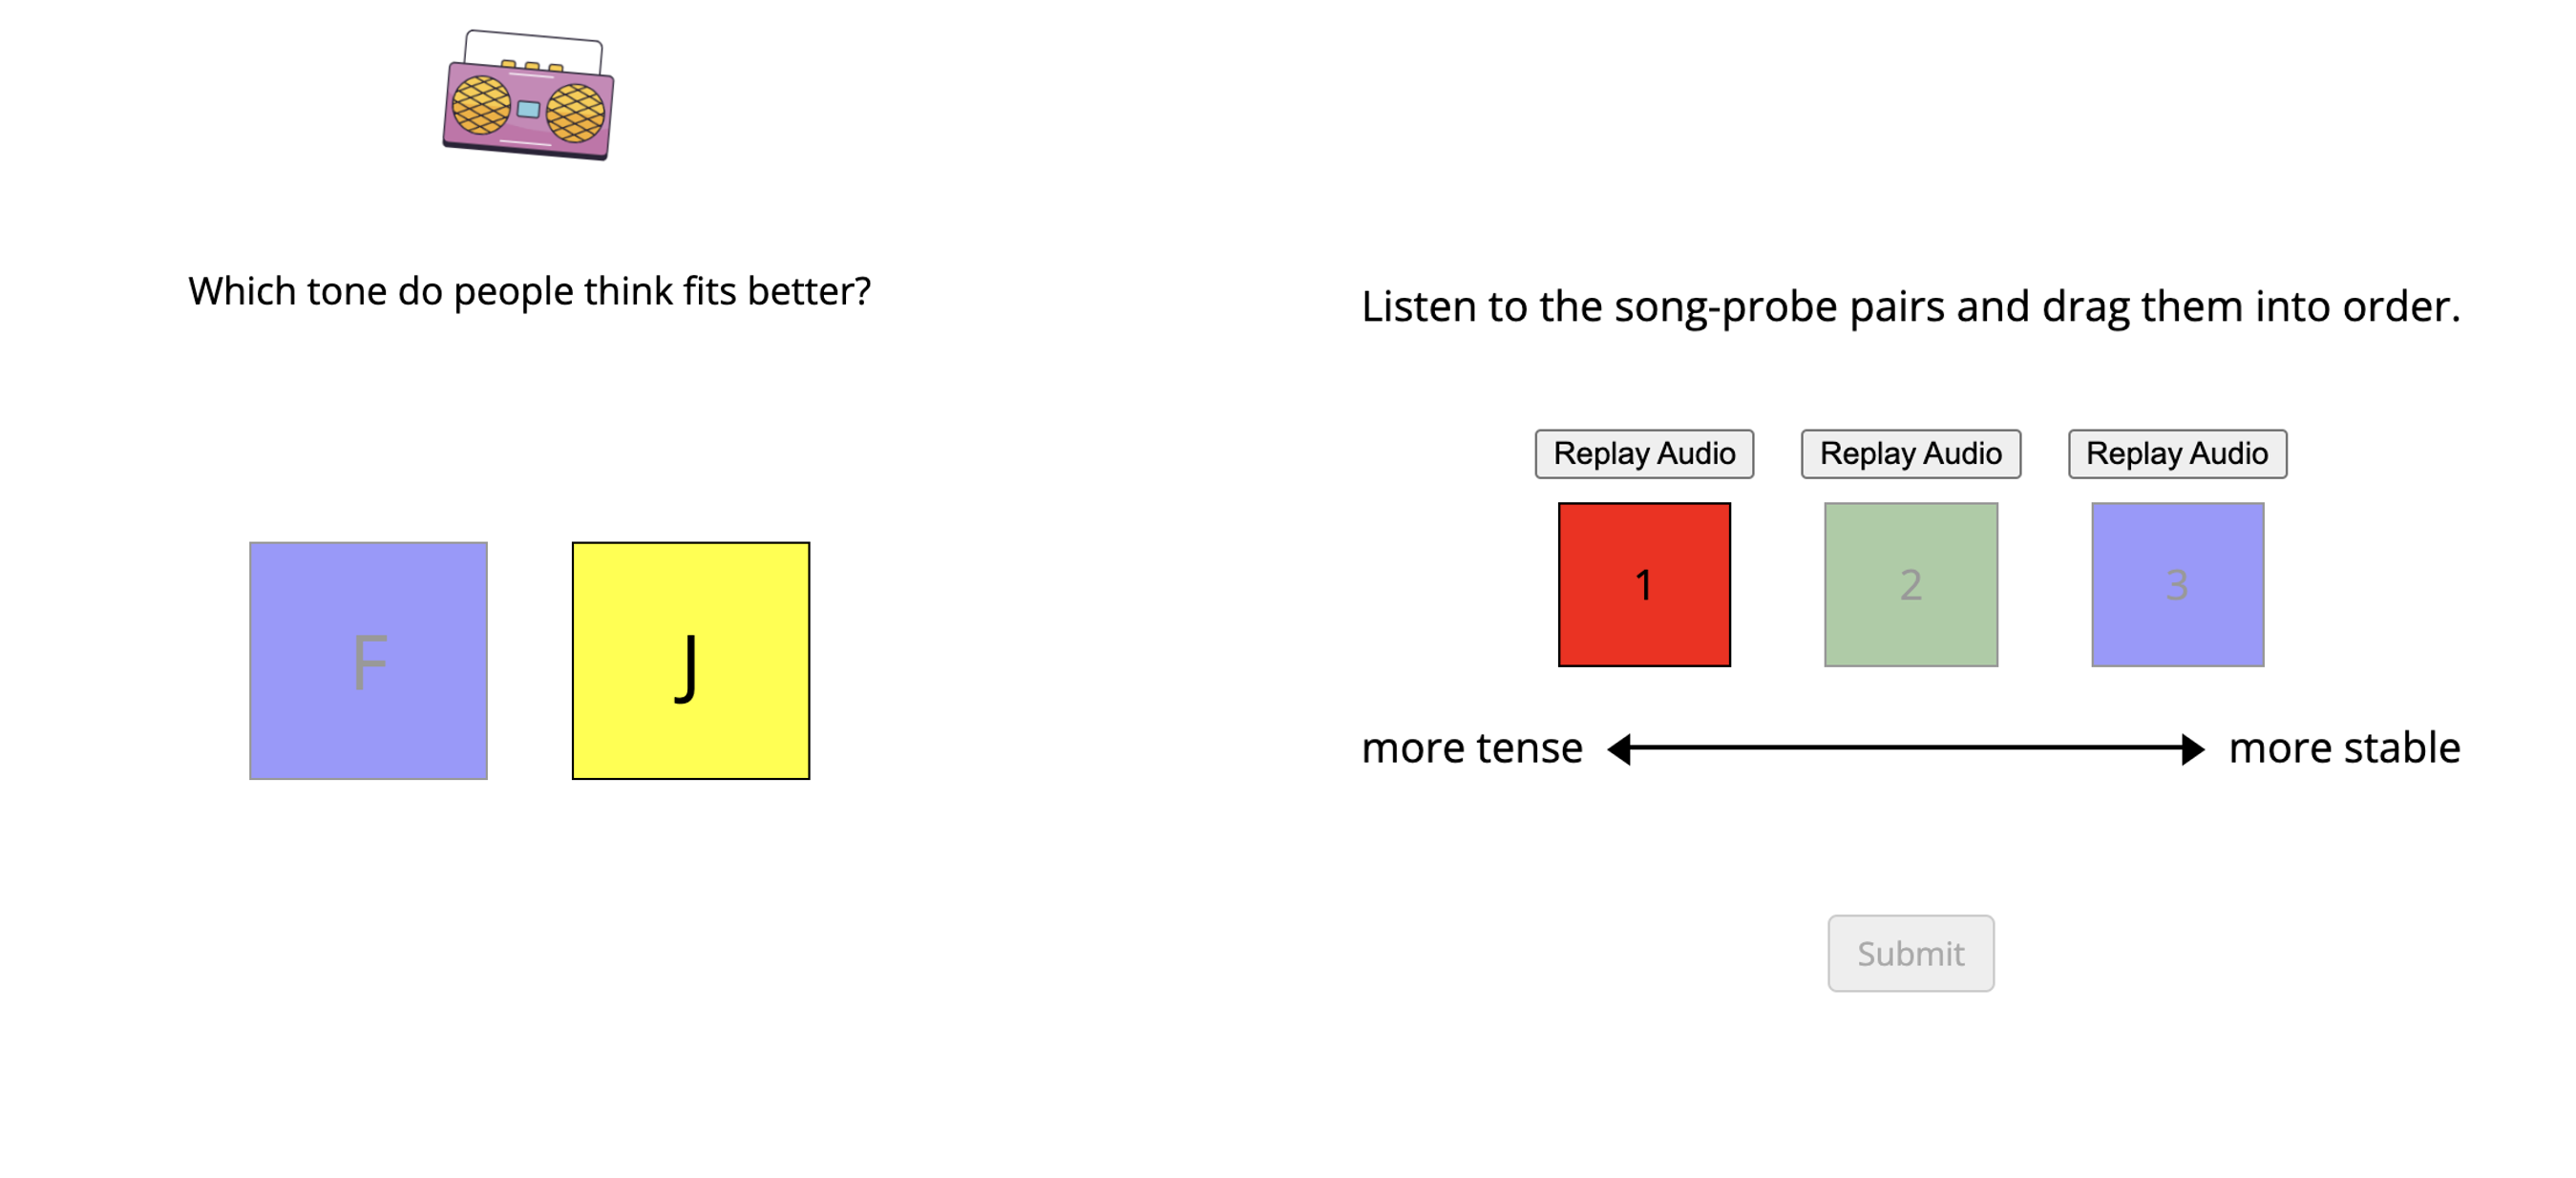 Which tone do people think fits better?
F J
Listen to the song-probe pairs and drag them into order.
Replay Audio Replay Audio Replay Audio
1 2 3
more tense more stable
Submit